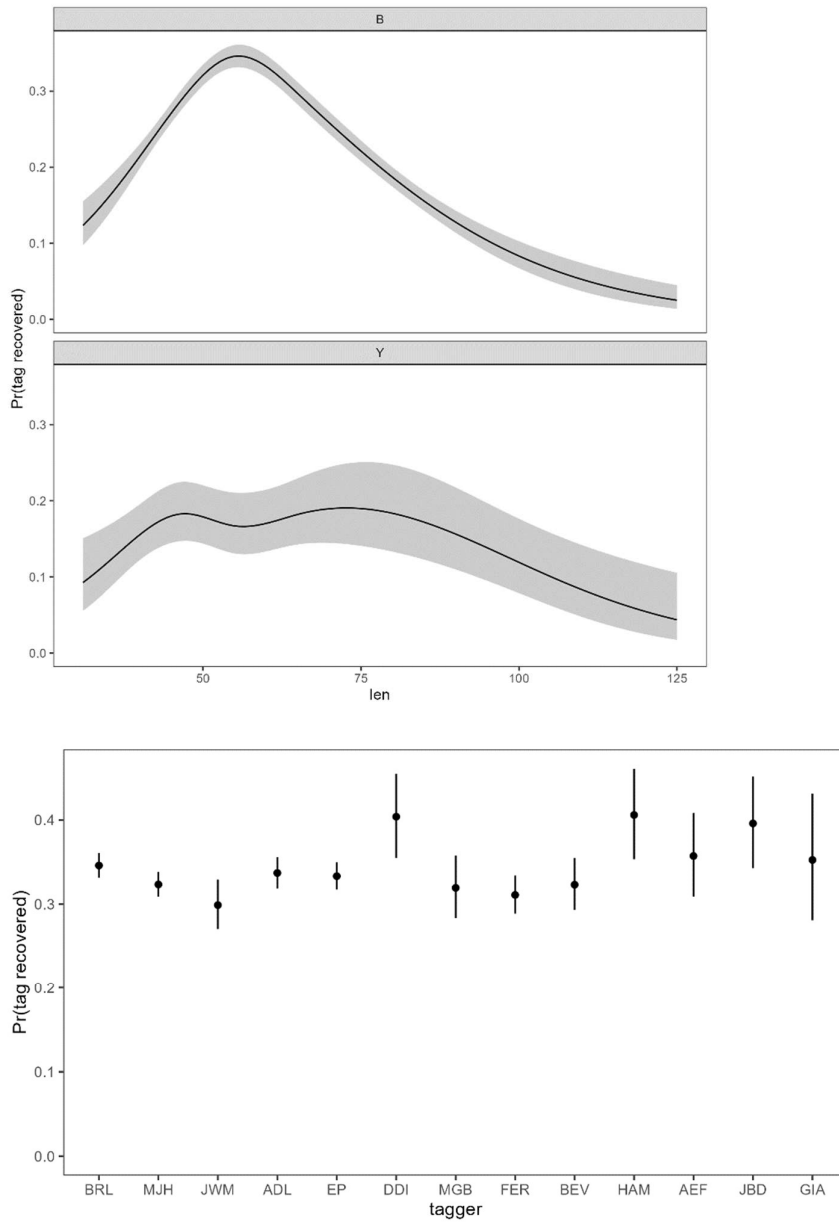 B
0.3
0.2
0.1
0.0
Pr(tag recovered)
Y
0.3
0.2
0.1
0.0
50 75 100 125
len
0.4
0.3
0.2
0.1
0.0
Pr(tag recovered)
BRL MJH JWM ADL EP DDI MGB FER BEV HAM AEF JBD GIA
tagger